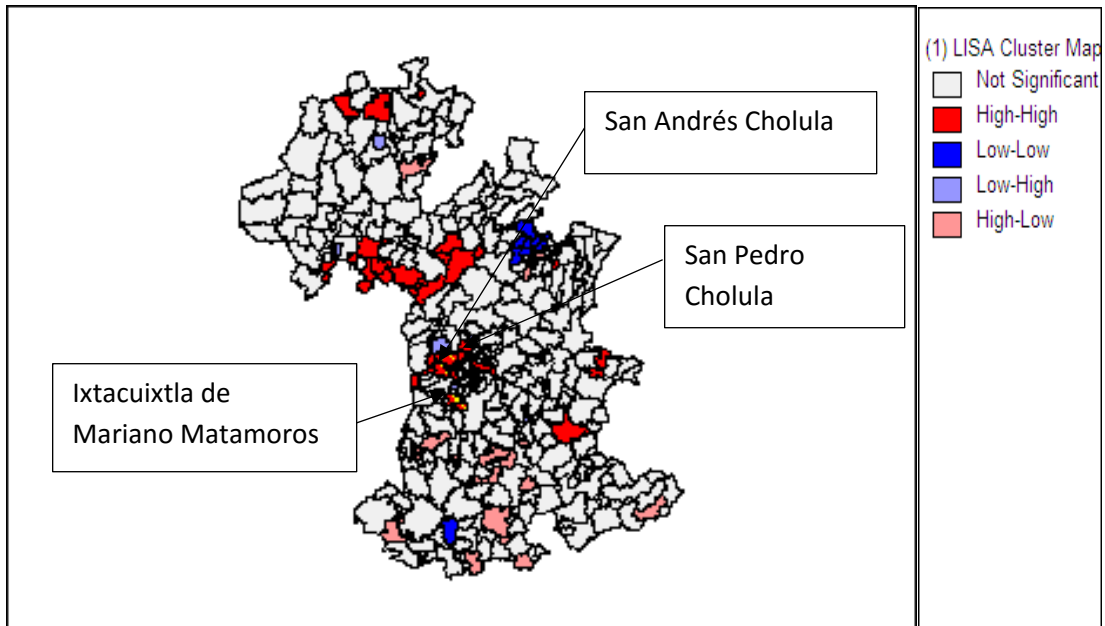 San Andrés Cholula
San Pedro
Cholula
Ixtacuixtla de
Mariano Matamoros
(1) LISA Cluster Map
Not Significant
High-High
Low-Low
Low-High
High-Low